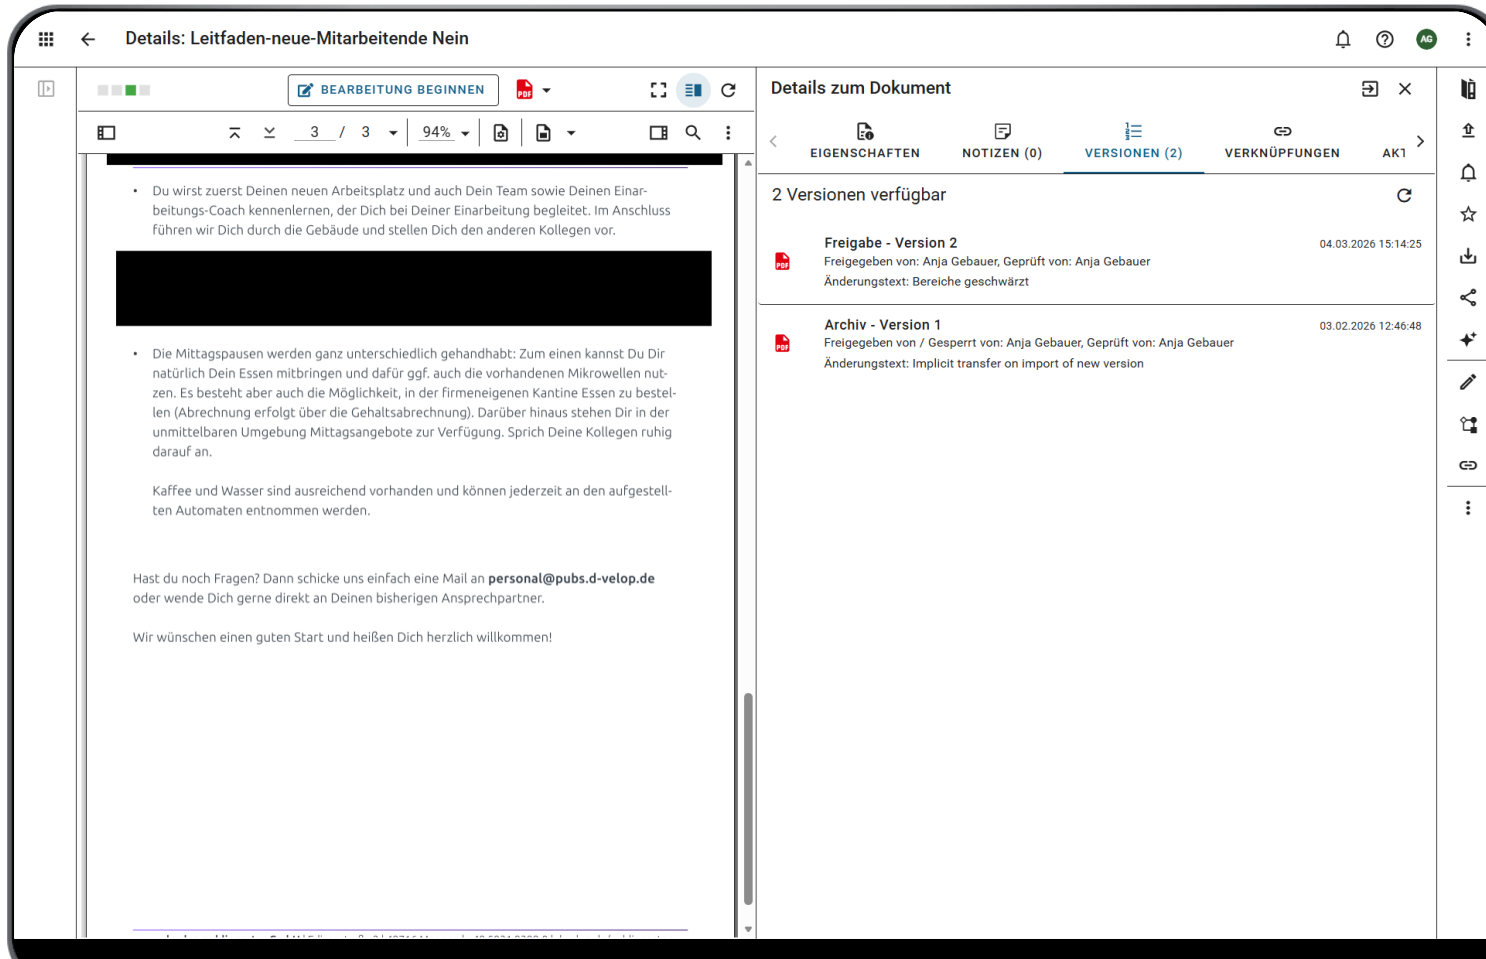 Details: Leitfaden-neue-Mitarbeitende Nein
AG
BEARBEITUNG BEGINNEN
PDF
3 / 3
94%
• Du wirst zuerst Deinen neuen Arbeitsplatz und auch Dein Team sowie Deinen Einar-
beitungs-Coach kennenlernen, der Dich bei Deiner Einarbeitung begleitet. Im Anschluss
führen wir Dich durch die Gebäude und stellen Dich den anderen Kollegen vor.
• Die Mittagspausen werden ganz unterschiedlich gehandhabt: Zum einen kannst Du Dir
natürlich Dein Essen mitbringen und dafür ggf. auch die vorhandenen Mikrowellen nut-
zen. Es besteht aber auch die Möglichkeit, in der firmeneigenen Kantine Essen zu bestel-
len (Abrechnung erfolgt über die Gehaltsabrechnung). Darüber hinaus stehen Dir in der
unmittelbaren Umgebung Mittagsangebote zur Verfügung. Sprich Deine Kollegen ruhig
darauf an.
Kaffee und Wasser sind ausreichend vorhanden und können jederzeit an den aufgestell-
ten Automaten entnommen werden.
Hast du noch Fragen? Dann schicke uns einfach eine Mail an personal@pubs.d-velop.de
oder wende Dich gerne direkt an Deinen bisherigen Ansprechpartner.
Wir wünschen einen guten Start und heißen Dich herzlich willkommen!
Details zum Dokument
EIGENSCHAFTEN
NOTIZEN (0)
VERSIONEN (2)
VERKNÜPFUNGEN
AKT
2 Versionen verfügbar
PDF
Freigabe - Version 2
04.03.2026 15:14:25
Freigegeben von: Anja Gebauer, Geprüft von: Anja Gebauer
Änderungstext: Bereiche geschwärzt
PDF
Archiv - Version 1
03.02.2026 12:46:48
Freigegeben von / Gesperrt von: Anja Gebauer, Geprüft von: Anja Gebauer
Änderungstext: Implicit transfer on import of new version